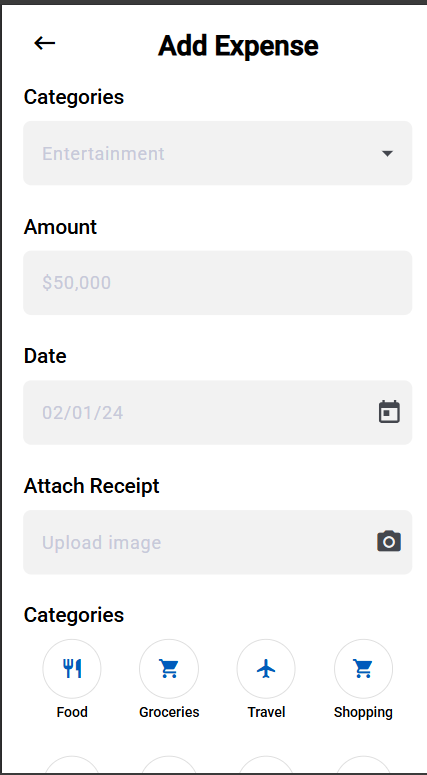 Add Expense
Categories
Entertainment
Amount
$50,000
Date
02/01/24
Attach Receipt
Upload image
Categories
Food Groceries Travel Shopping